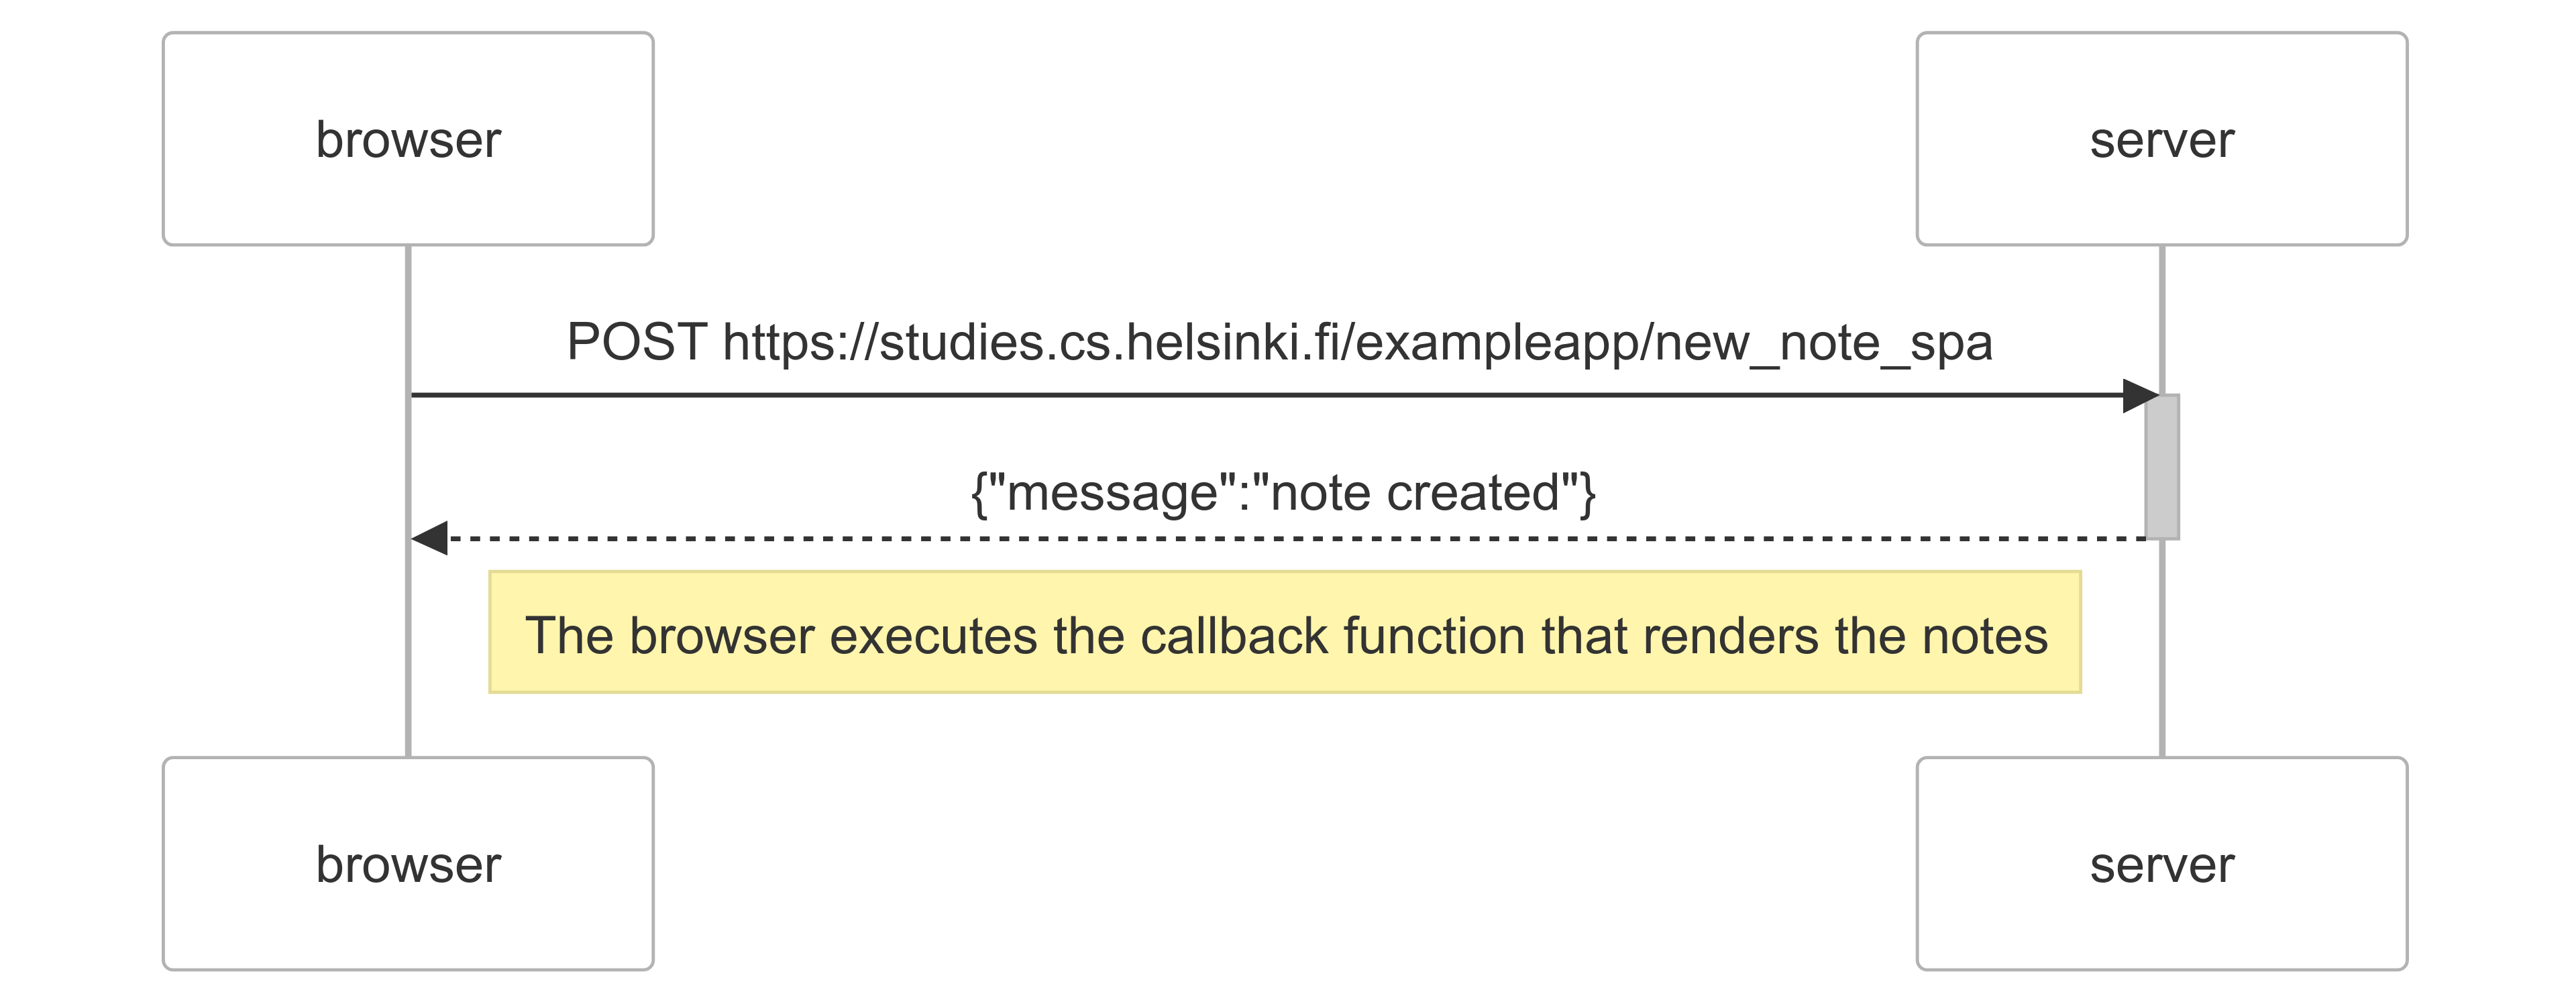 browser
server
POST https://studies.cs.helsinki.fi/exampleapp/new_note_spa
{"message":"note created"}
The browser executes the callback function that renders the notes
browser
server